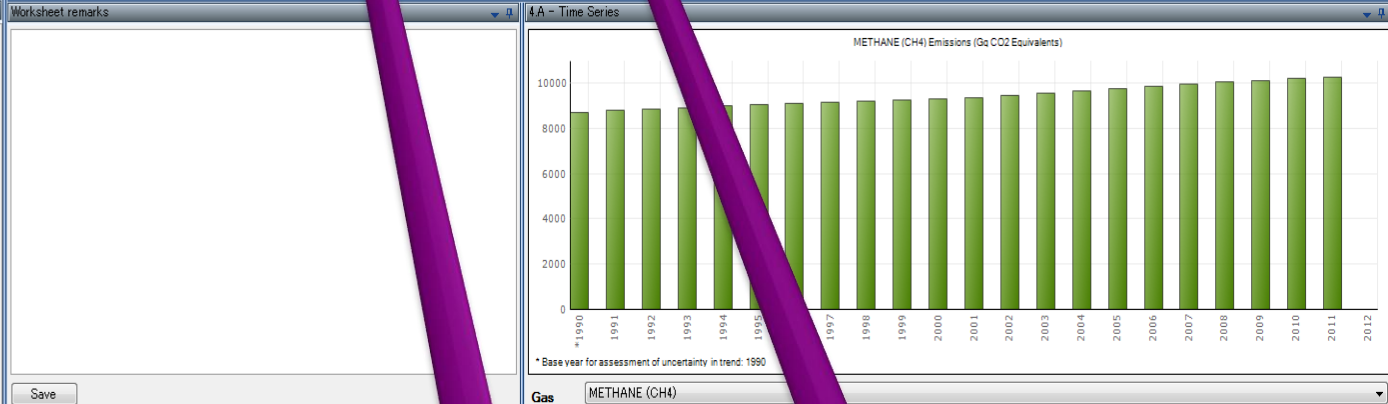 Worksheet remarks
4.A - Time Series
METHANE (CH4) Emissions (Gg CO2 Equivalents)
10000
8000
6000
4000
2000
0
1990 1991 1992 1993 1994 1995 1997 1998 1999 2000 2001 2002 2003 2004 2005 2006 2007 2008 2009 2010 2011 2012
*
* Base year for assessment of uncertainty in trend: 1990
Save
Gas
METHANE (CH4)